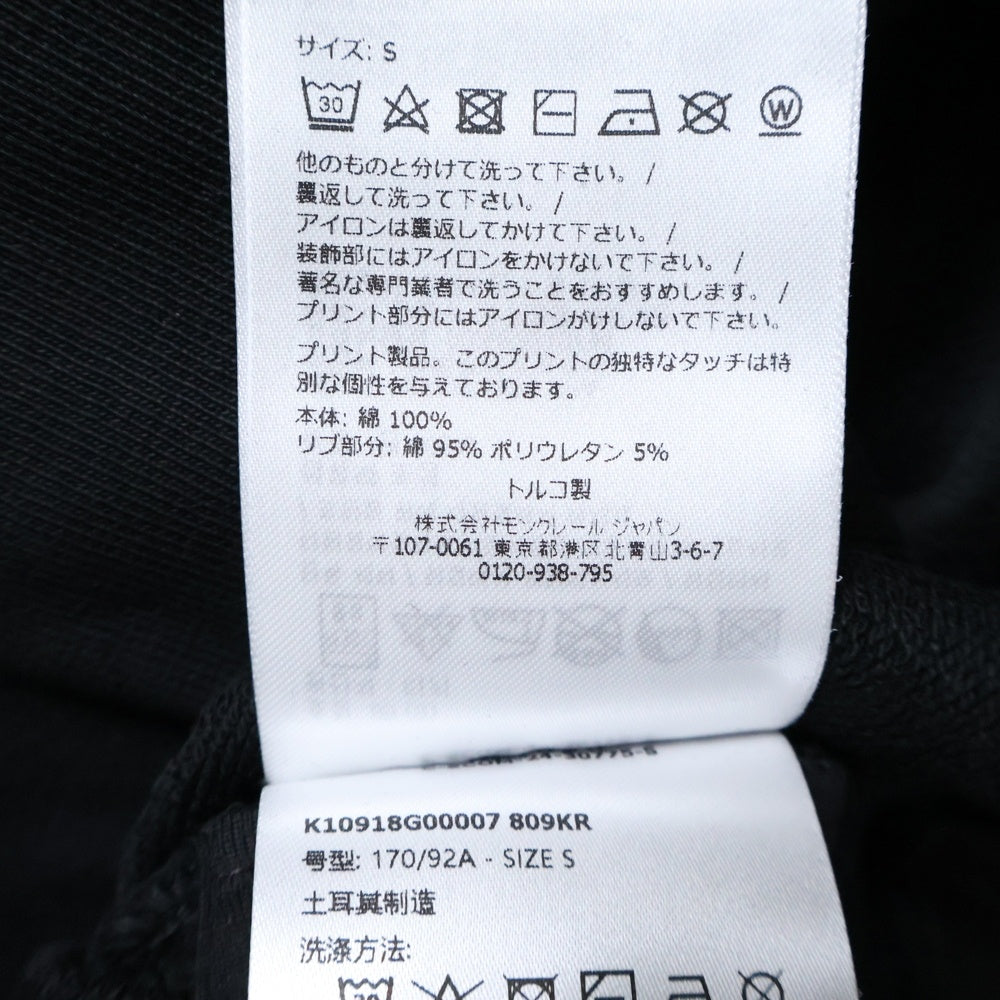 サイズ: S
30
W
他のものと分けて洗って下さい。 /
裏返して洗って下さい。 /
アイロンは裏返してかけて下さい。 /
装飾部にはアイロンをかけないで下さい。 /
著名な専門業者で洗うことをおすすめします。 /
プリント部分にはアイロンがけしないで下さい。
プリント製品。このプリントの独特なタッチは特
別な個性を与えております。
本体: 綿 100%
リブ部分: 綿 95% ポリウレタン 5%
トルコ製
株式会社モンクレール ジャパン
〒107-0061 東京都港区北青山3-6-7
0120-938-795
K10918G00007 809KR
号型: 170/92A - SIZE S
土耳其制造
洗涤方法:
30